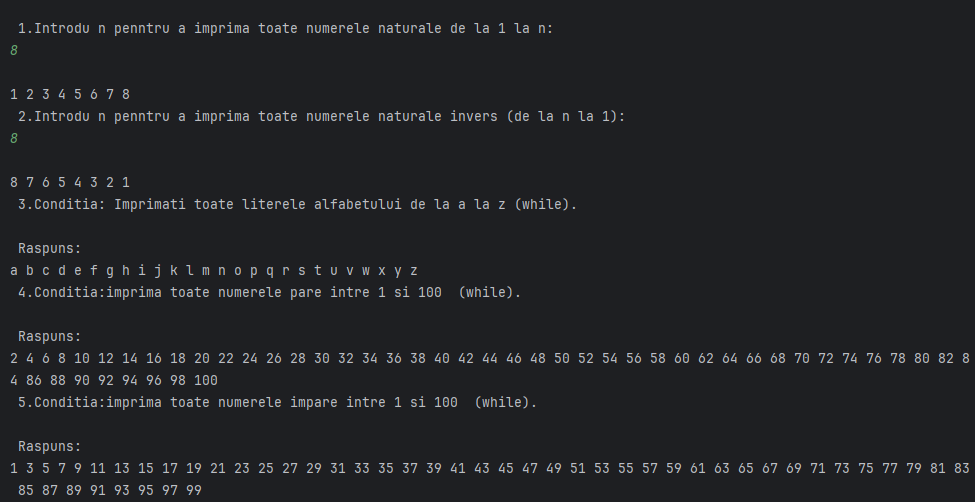 1.Introdu n penntru a imprima toate numerele naturale de la 1 la n:
8
1 2 3 4 5 6 7 8
2.Introdu n penntru a imprima toate numerele naturale invers (de la n la 1):
8
8 7 6 5 4 3 2 1
3.Conditia: Imprimati toate literele alfabetului de la a la z (while).
Raspuns:
a b c d e f g h i j k l m n o p q r s t u v w x y z
4.Conditia:imprima toate numerele pare intre 1 si 100  (while).
Raspuns:
2 4 6 8 10 12 14 16 18 20 22 24 26 28 30 32 34 36 38 40 42 44 46 48 50 52 54 56 58 60 62 64 66 68 70 72 74 76 78 80 82 8
4 86 88 90 92 94 96 98 100
5.Conditia:imprima toate numerele impare intre 1 si 100  (while).
Raspuns:
1 3 5 7 9 11 13 15 17 19 21 23 25 27 29 31 33 35 37 39 41 43 45 47 49 51 53 55 57 59 61 63 65 67 69 71 73 75 77 79 81 83
85 87 89 91 93 95 97 99